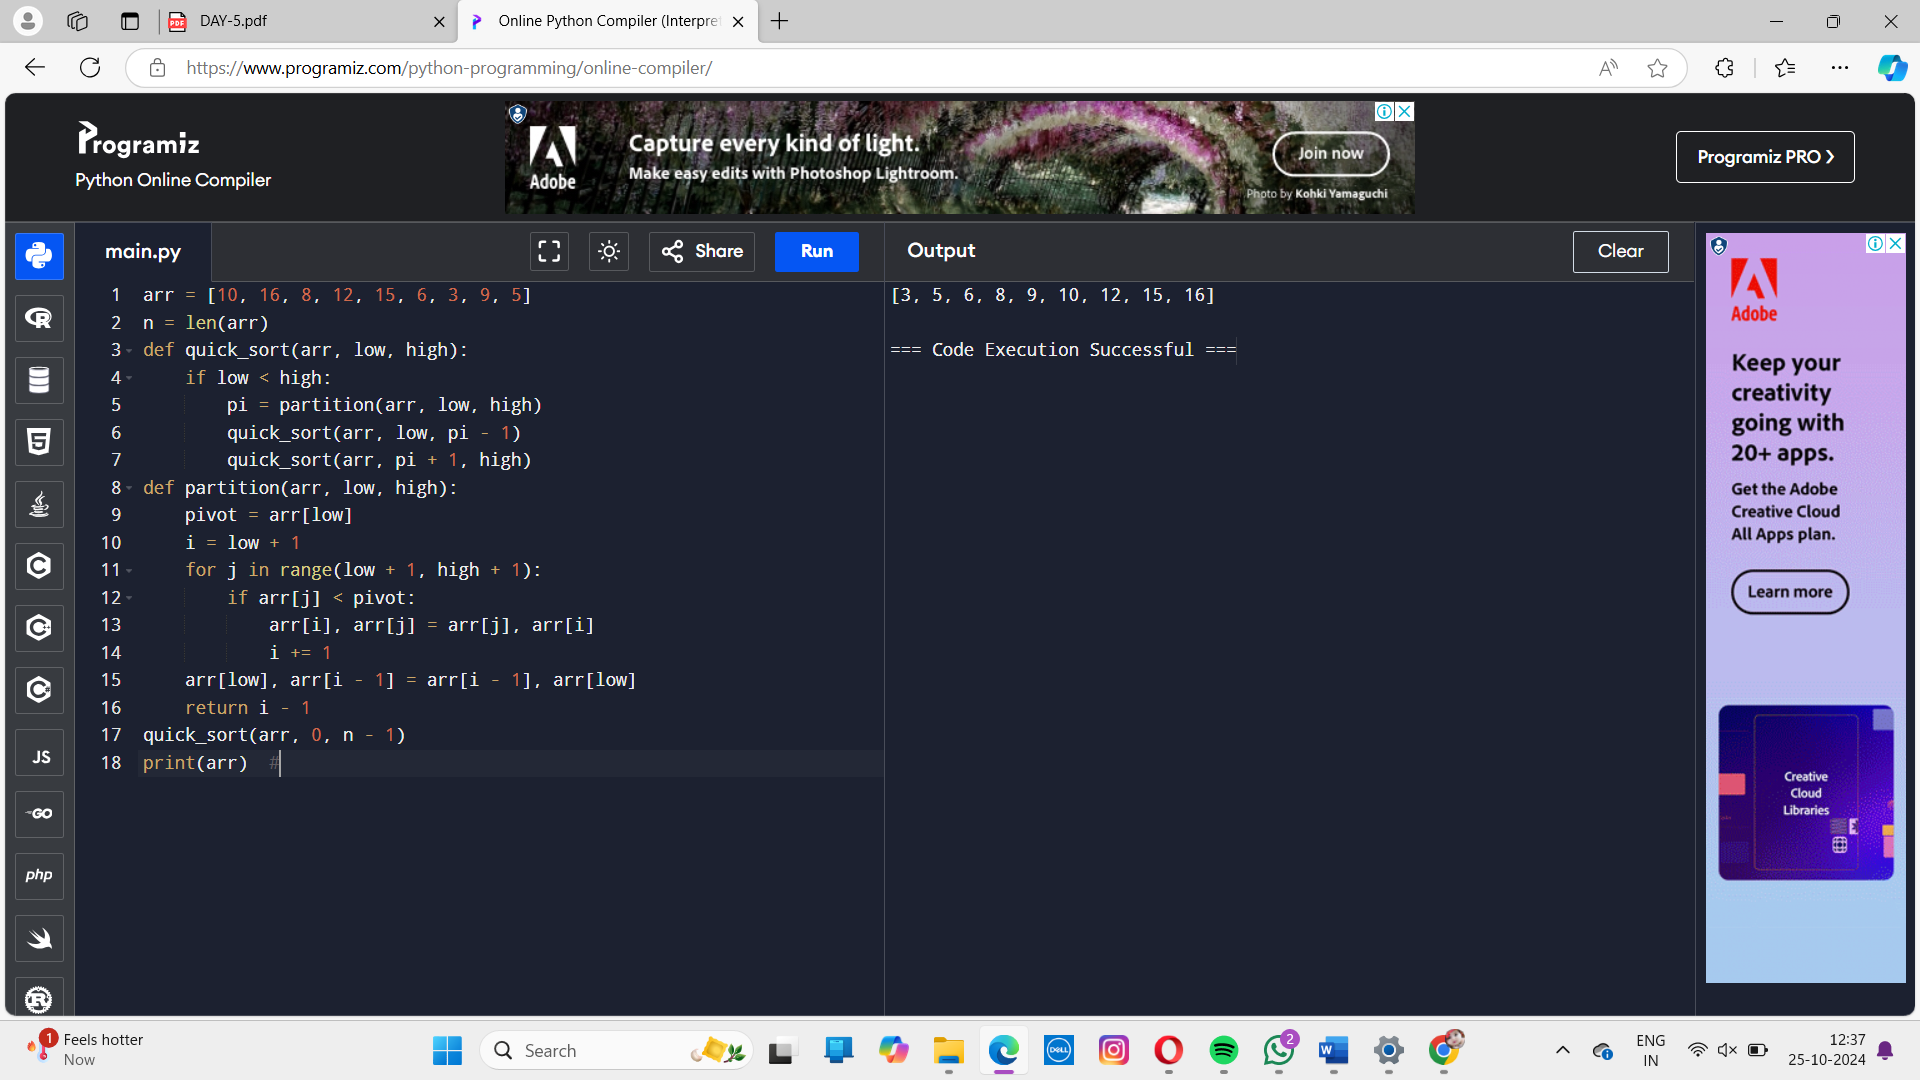 DAY-5.pdf
Online Python Compiler (Interpre
https://www.programiz.com/python-programming/online-compiler/
Programiz
Python Online Compiler
Adobe
Capture every kind of light.
Make easy edits with Photoshop Lightroom.
Join now
Photo by Kohki Yamaguchi
Programiz PRO ❯
main.py
Share
Run
Output
Clear
1 arr = [10, 16, 8, 12, 15, 6, 3, 9, 5]
2 n = len(arr)
3 def quick_sort(arr, low, high):
4     if low < high:
5         pi = partition(arr, low, high)
6         quick_sort(arr, low, pi - 1)
7         quick_sort(arr, pi + 1, high)
8 def partition(arr, low, high):
9     pivot = arr[low]
10     i = low + 1
11     for j in range(low + 1, high + 1):
12         if arr[j] < pivot:
13             arr[i], arr[j] = arr[j], arr[i]
14             i += 1
15     arr[low], arr[i - 1] = arr[i - 1], arr[low]
16     return i - 1
17 quick_sort(arr, 0, n - 1)
18 print(arr)  #
[3, 5, 6, 8, 9, 10, 12, 15, 16]
=== Code Execution Successful ===
Adobe
Keep your
creativity
going with
20+ apps.
Get the Adobe
Creative Cloud
All Apps plan.
Learn more
Creative
Cloud
Libraries
JS
GO
php
1
Feels hotter
Now
Search
DELL
2
W
ENG
IN
12:37
25-10-2024